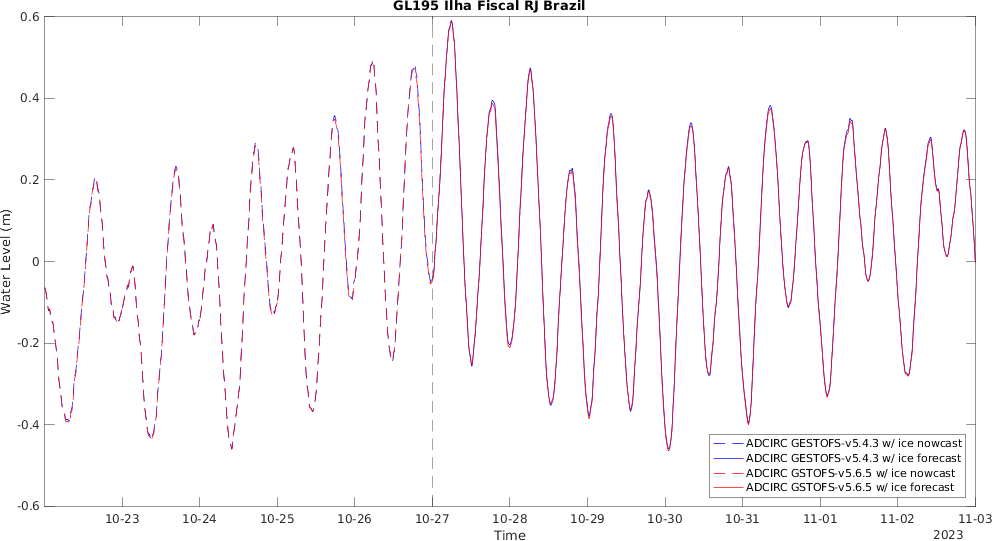 GL195 Ilha Fiscal RJ Brazil
0.6
0.4
0.2
0
-0.2
-0.4
-0.6
Water Level (m)
ADCIRC GESTOFS-v5.4.3 w/ ice nowcast
ADCIRC GESTOFS-v5.4.3 w/ ice forecast
ADCIRC GSTOFS-v5.6.5 w/ ice nowcast
ADCIRC GSTOFS-v5.6.5 w/ ice forecast
10-23 10-24 10-25 10-26 10-27 10-28 10-29 10-30 10-31 11-01 11-02 11-03
Time
2023